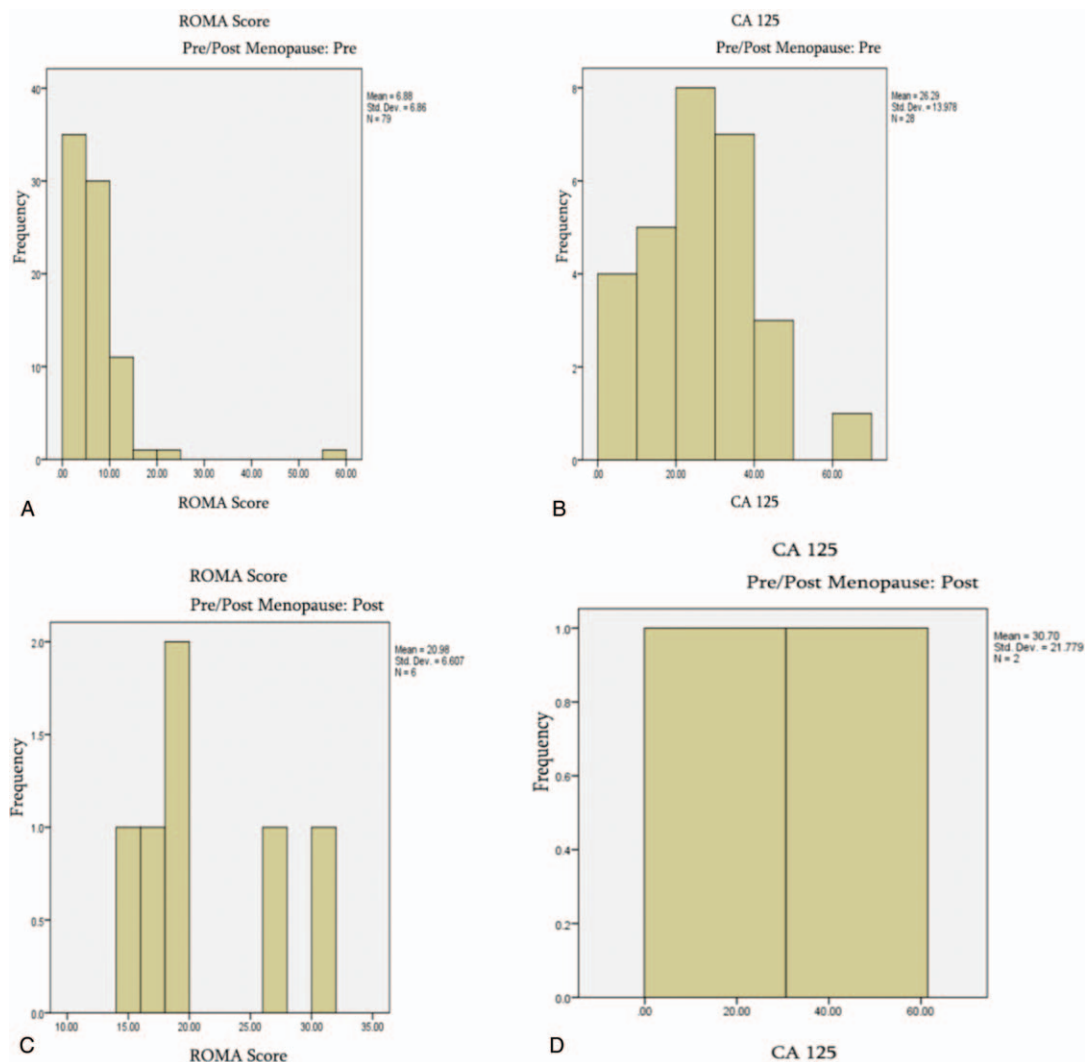 ROMA Score
Pre/Post Menopause: Pre
Mean = 6.88
Std. Dev. = 6.86
N = 79
40
30
20
10
0
Frequency
.00 10.00 20.00 30.00 40.00 50.00 60.00
ROMA Score
A
CA 125
Pre/Post Menopause: Pre
Mean = 26.29
Std. Dev. = 13.978
N = 28
8
6
4
2
0
Frequency
.00 20.00 40.00 60.00
CA 125
B
ROMA Score
Pre/Post Menopause: Post
Mean = 20.98
Std. Dev. = 6.607
N = 6
2.0
1.5
1.0
0.5
0.0
Frequency
10.00 15.00 20.00 25.00 30.00 35.00
ROMA Score
C
CA 125
Pre/Post Menopause: Post
Mean = 30.70
Std. Dev. = 21.779
N = 2
1.0
0.8
0.6
0.4
0.2
0.0
Frequency
.00 20.00 40.00 60.00
CA 125
D